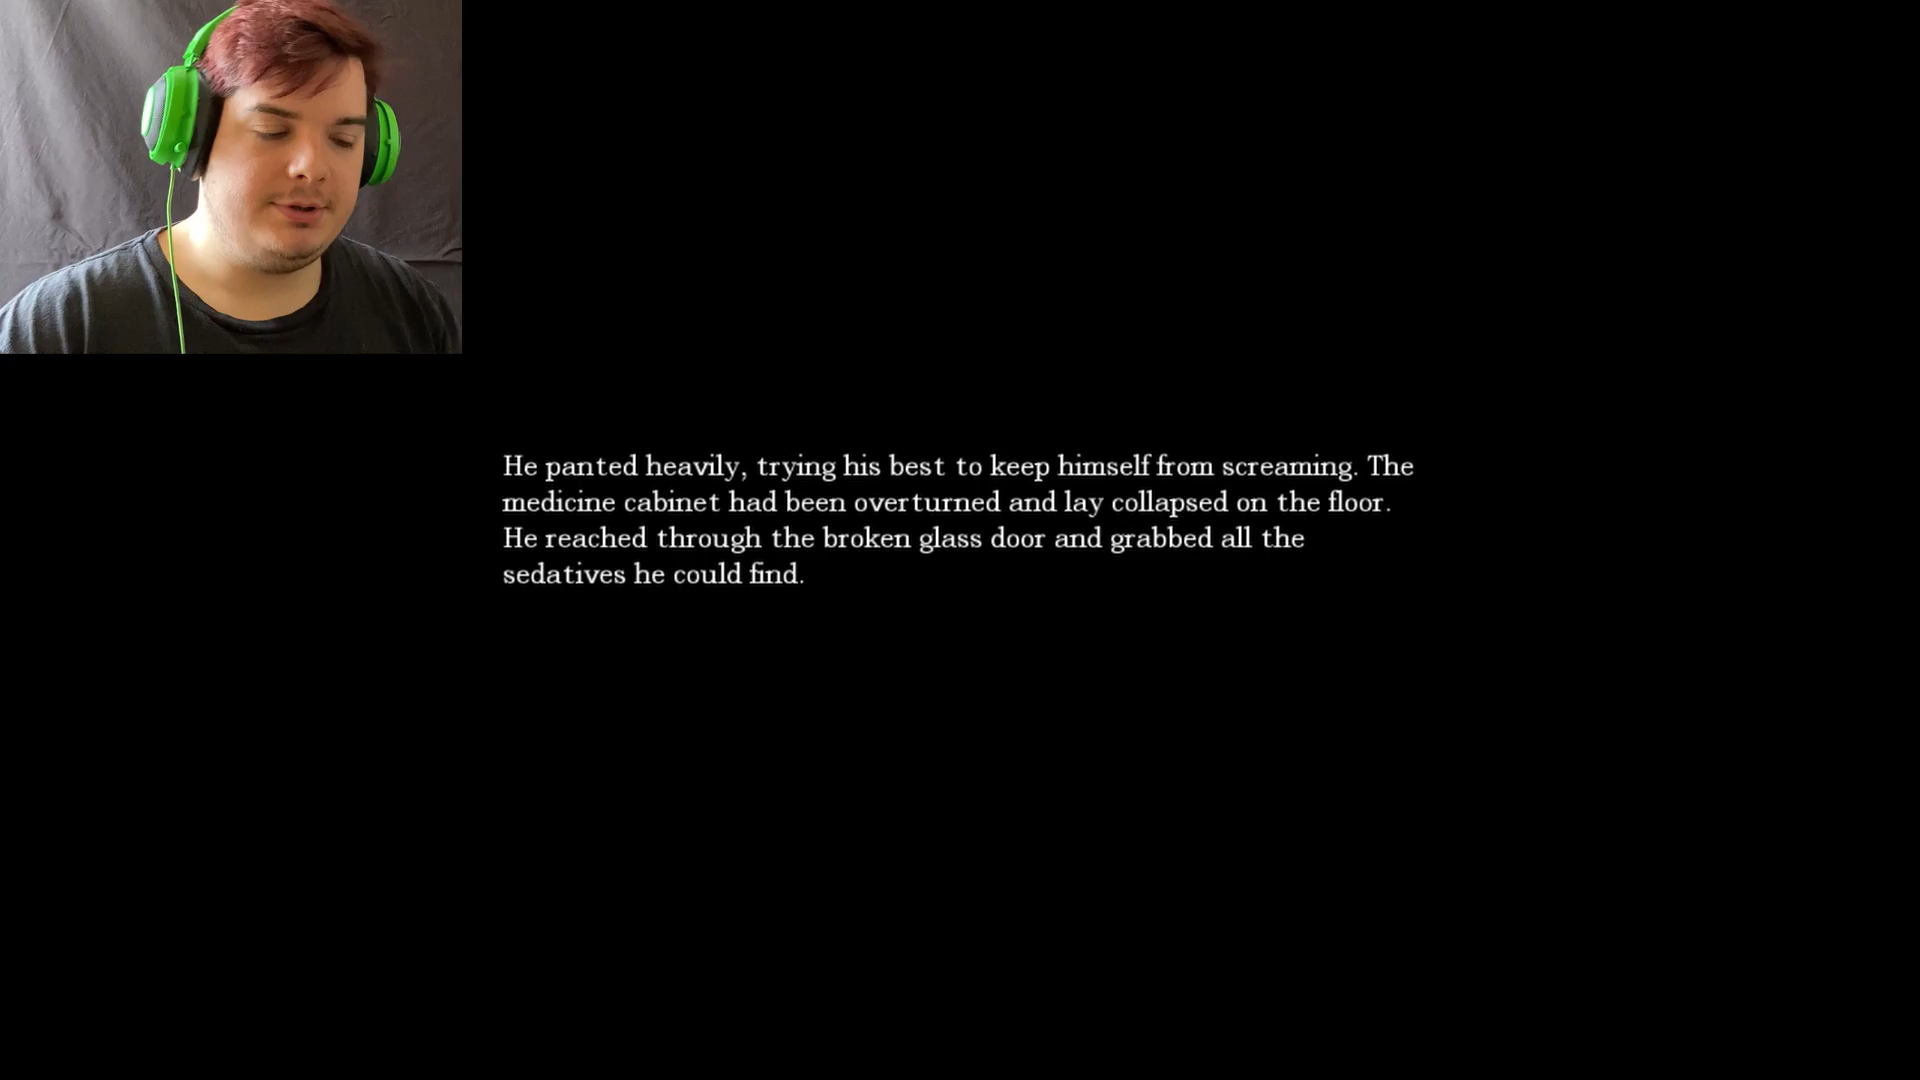 He panted heavily, trying his best to keep himself from screaming. The
medicine cabinet had been overturned and lay collapsed on the floor.
He reached through the broken glass door and grabbed all the
sedatives he could find.